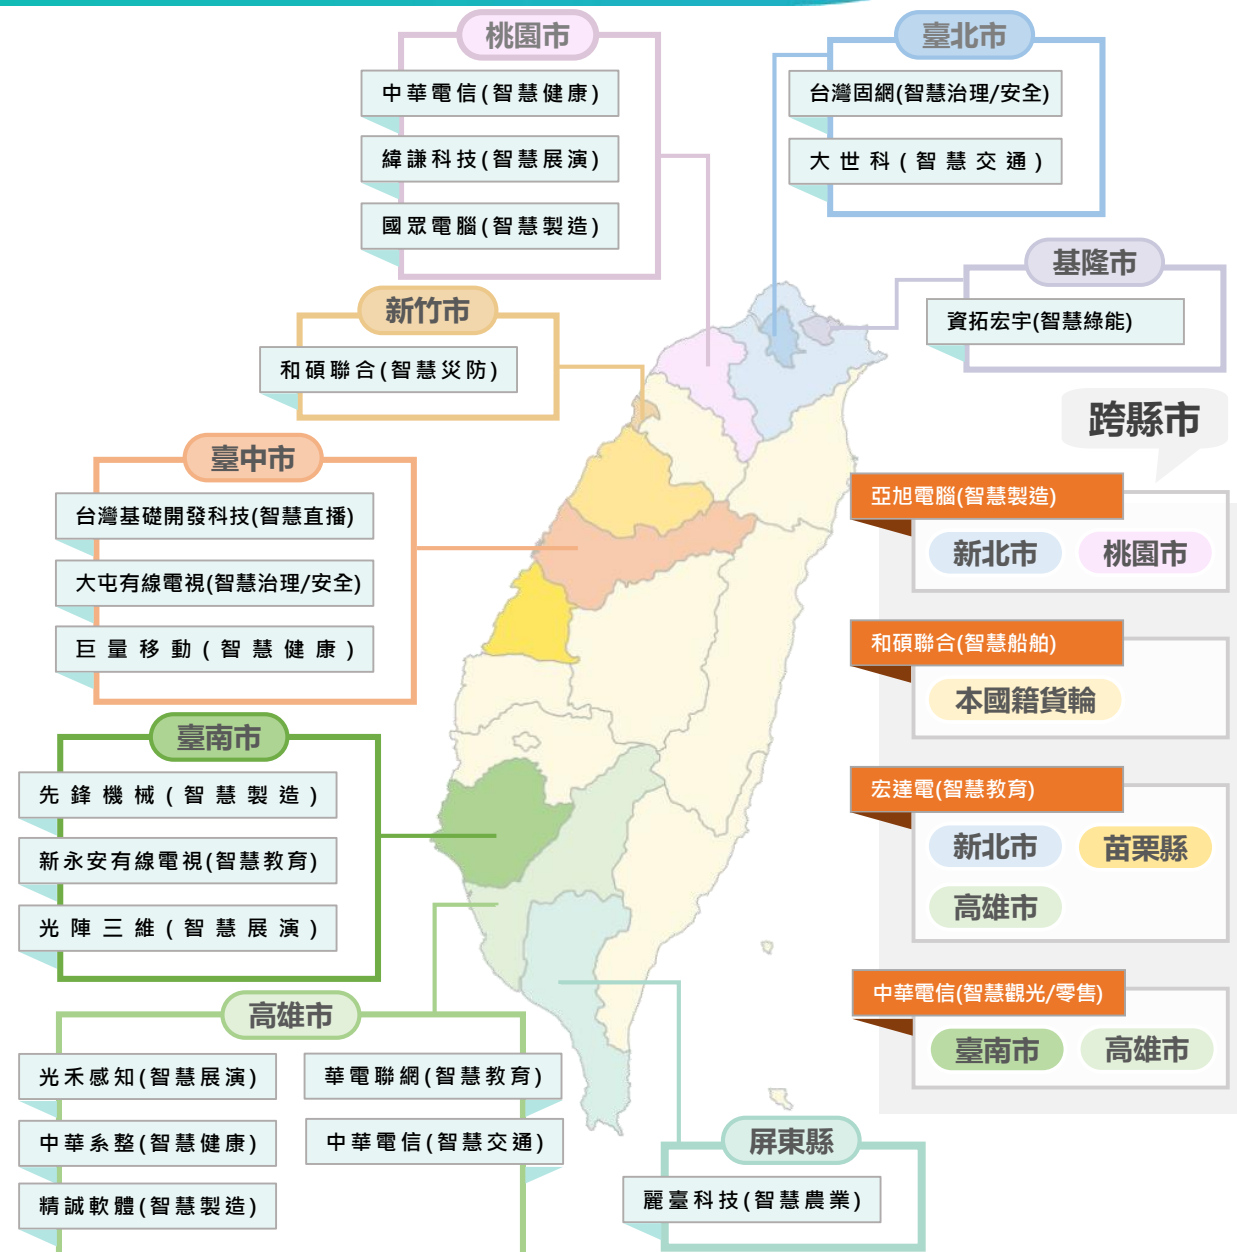 桃園市
中華電信(智慧健康)
緯謙科技(智慧展演)
國眾電腦(智慧製造)
臺北市
台灣固網(智慧治理/安全)
大世科(智慧交通)
基隆市
資拓宏宇(智慧綠能)
新竹市
和碩聯合(智慧災防)
臺中市
台灣基礎開發科技(智慧直播)
大屯有線電視(智慧治理/安全)
巨量移動(智慧健康)
臺南市
先鋒機械(智慧製造)
新永安有線電視(智慧教育)
光陣三維(智慧展演)
高雄市
光禾感知(智慧展演)
華電聯網(智慧教育)
中華系整(智慧健康)
中華電信(智慧交通)
精誠軟體(智慧製造)
屏東縣
麗臺科技(智慧農業)
跨縣市
亞旭電腦(智慧製造)
新北市 桃園市
和碩聯合(智慧船舶)
本國籍貨輪
宏達電(智慧教育)
新北市 苗栗縣
高雄市
中華電信(智慧觀光/零售)
臺南市 高雄市